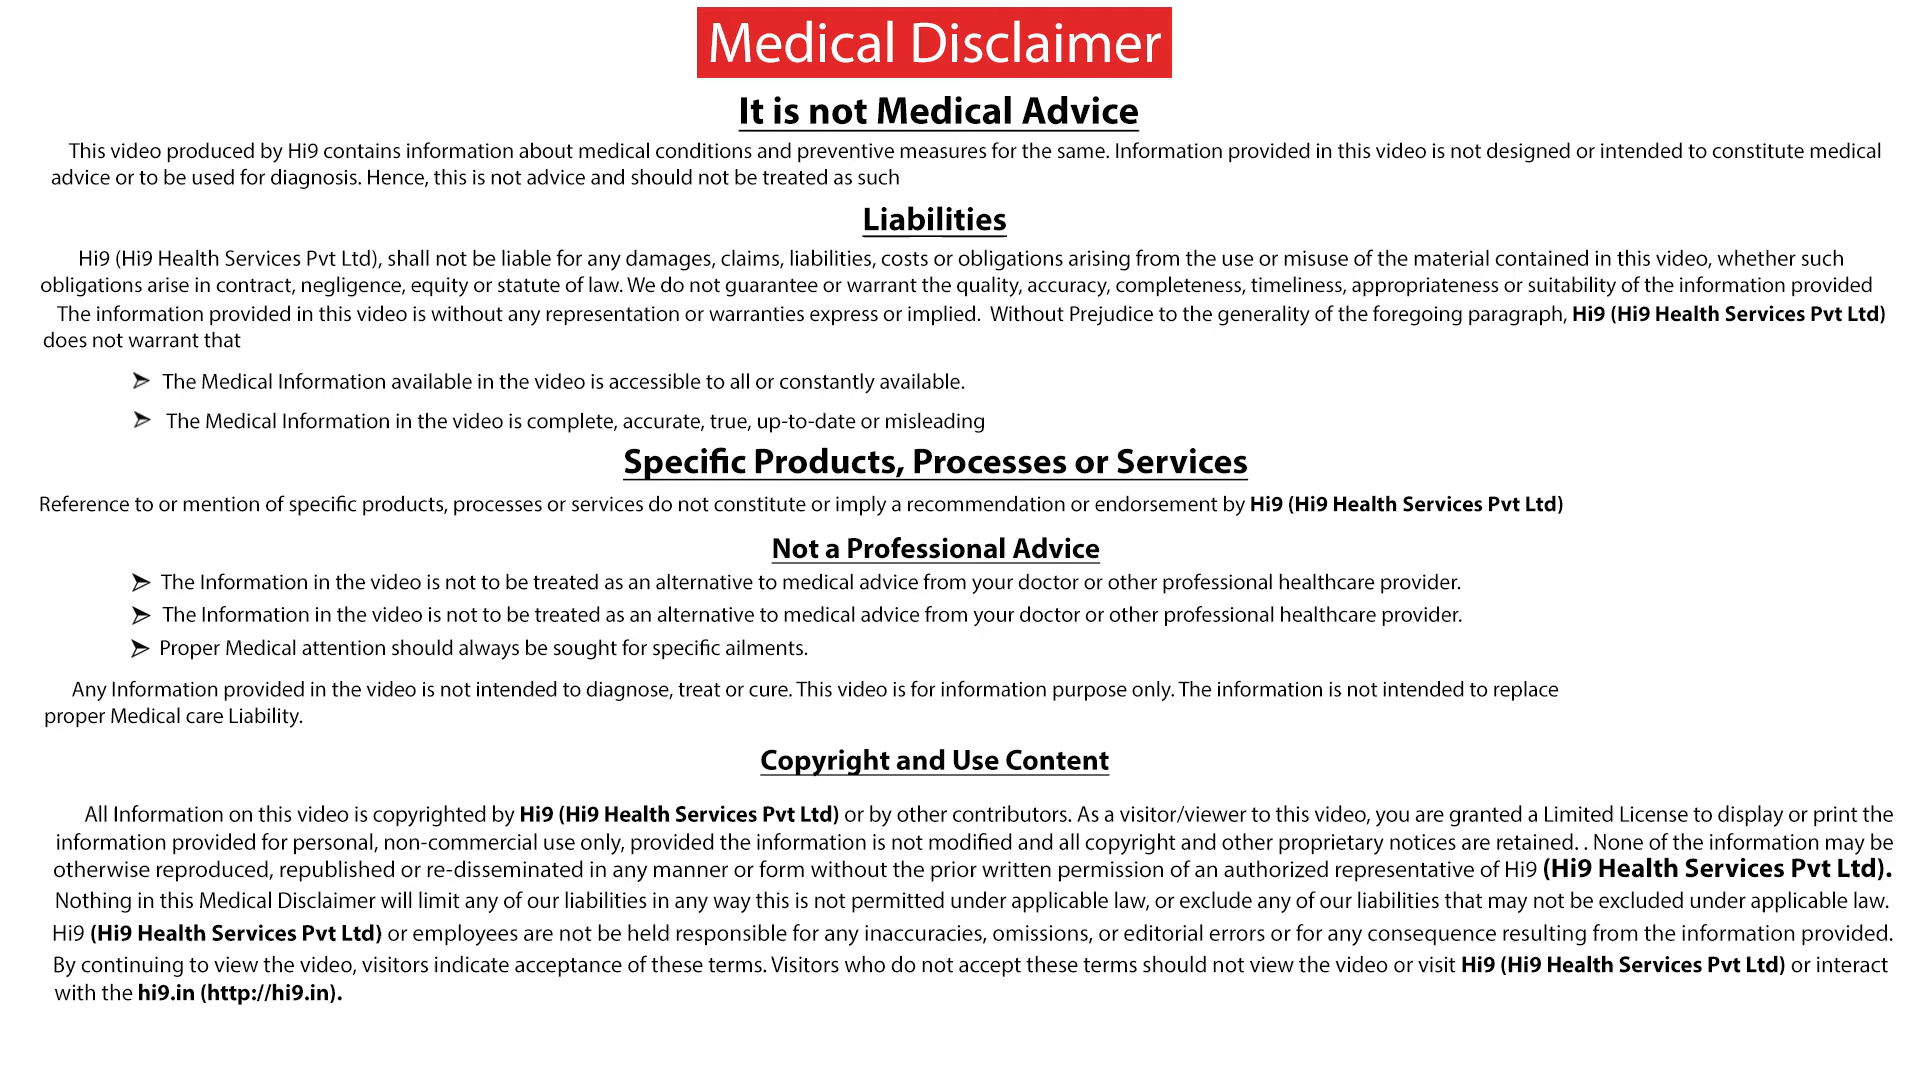 Medical Disclaimer
It is not Medical Advice
This video produced by Hi9 contains information about medical conditions and preventive measures for the same. Information provided in this video is not designed or intended to constitute medical
advice or to be used for diagnosis. Hence, this is not advice and should not be treated as such
Liabilities
Hi9 (Hi9 Health Services Pvt Ltd), shall not be liable for any damages, claims, liabilities, costs or obligations arising from the use or misuse of the material contained in this video, whether such
obligations arise in contract, negligence, equity or statute of law. We do not guarantee or warrant the quality, accuracy, completeness, timeliness, appropriateness or suitability of the information provided
The information provided in this video is without any representation or warranties express or implied. Without Prejudice to the generality of the foregoing paragraph, Hi9 (Hi9 Health Services Pvt Ltd)
does not warrant that
➢ The Medical Information available in the video is accessible to all or constantly available.
➢ The Medical Information in the video is complete, accurate, true, up-to-date or misleading
Specific Products, Processes or Services
Reference to or mention of specific products, processes or services do not constitute or imply a recommendation or endorsement by Hi9 (Hi9 Health Services Pvt Ltd)
Not a Professional Advice
➢ The Information in the video is not to be treated as an alternative to medical advice from your doctor or other professional healthcare provider.
➢ The Information in the video is not to be treated as an alternative to medical advice from your doctor or other professional healthcare provider.
➢ Proper Medical attention should always be sought for specific ailments.
Any Information provided in the video is not intended to diagnose, treat or cure. This video is for information purpose only. The information is not intended to replace
proper Medical care Liability.
Copyright and Use Content
All Information on this video is copyrighted by Hi9 (Hi9 Health Services Pvt Ltd) or by other contributors. As a visitor/viewer to this video, you are granted a Limited License to display or print the
information provided for personal, non-commercial use only, provided the information is not modified and all copyright and other proprietary notices are retained. . None of the information may be
otherwise reproduced, republished or re-disseminated in any manner or form without the prior written permission of an authorized representative of Hi9 (Hi9 Health Services Pvt Ltd).
Nothing in this Medical Disclaimer will limit any of our liabilities in any way this is not permitted under applicable law, or exclude any of our liabilities that may not be excluded under applicable law.
Hi9 (Hi9 Health Services Pvt Ltd) or employees are not be held responsible for any inaccuracies, omissions, or editorial errors or for any consequence resulting from the information provided.
By continuing to view the video, visitors indicate acceptance of these terms. Visitors who do not accept these terms should not view the video or visit Hi9 (Hi9 Health Services Pvt Ltd) or interact
with the hi9.in (http://hi9.in).